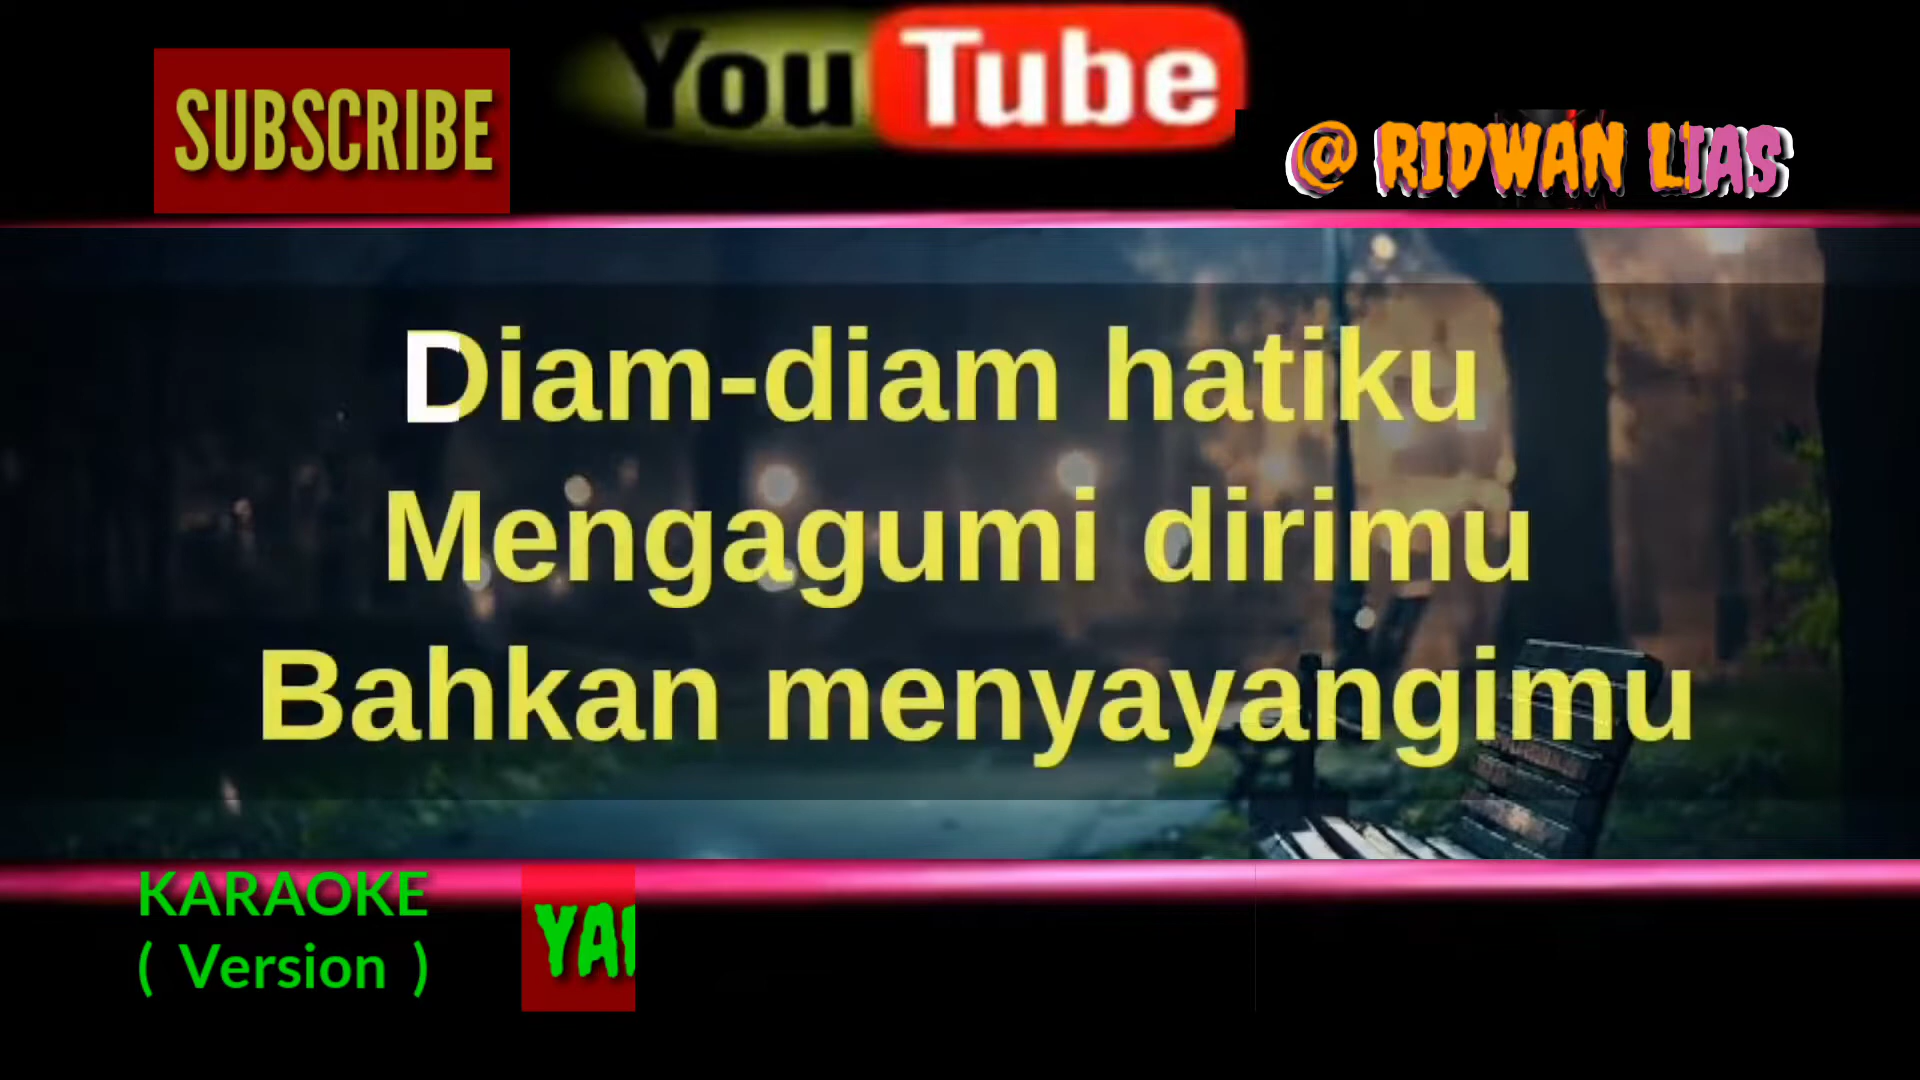 YouTube
SUBSCRIBE
@ RIDWAN LIAS
Diam-diam hatiku
Mengagumi dirimu
Bahkan menyayangimu
KARAOKE
( Version )